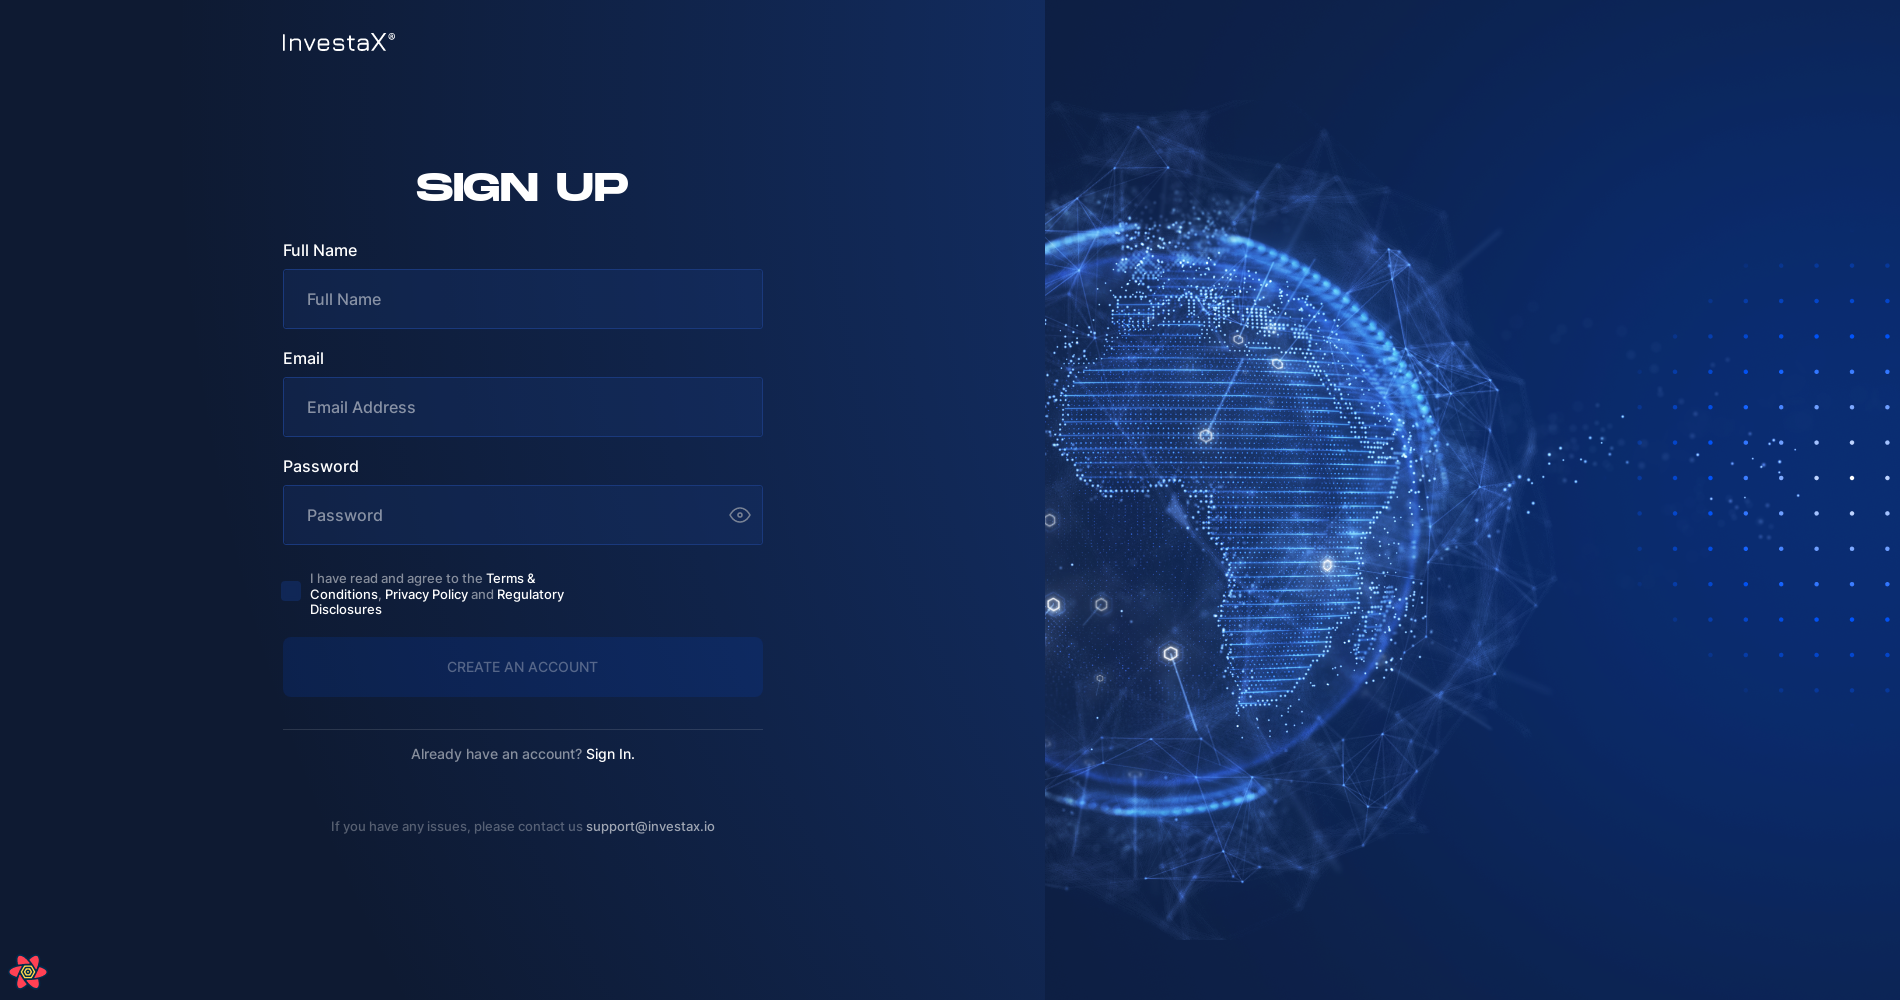 InvestaX®
SIGN UP
Full Name
Full Name
Email
Email Address
Password
Password
I have read and agree to the Terms &
Conditions, Privacy Policy and Regulatory
Disclosures
CREATE AN ACCOUNT
Already have an account? Sign In.
If you have any issues, please contact us support@investax.io